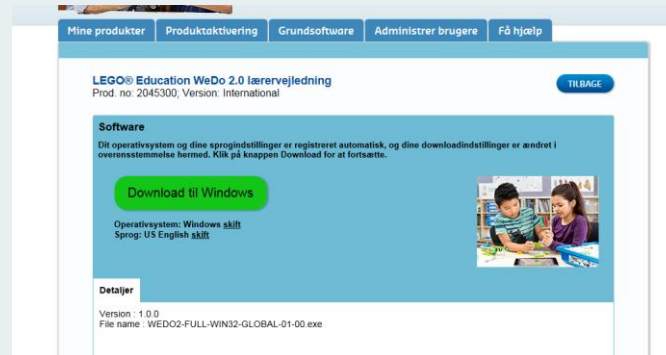 Mine produkter
Produktaktivering
Grundsoftware
Administrer brugere
Få hjælp
LEGO® Education WeDo 2.0 lærervejledning
TILBAGE
Prod. no: 2045300; Version: International
Software
Dit operativsystem og dine sprogindstillinger er registreret automatisk, og dine downloadindstillinger er ændret i
overensstemmelse hermed. Klik på knappen Download for at fortsætte.
Download til Windows
Operativsystem: Windows skift
Sprog: US English skift
Detaljer
Version : 1.0.0
File name : WEDO2-FULL-WIN32-GLOBAL-01-00.exe